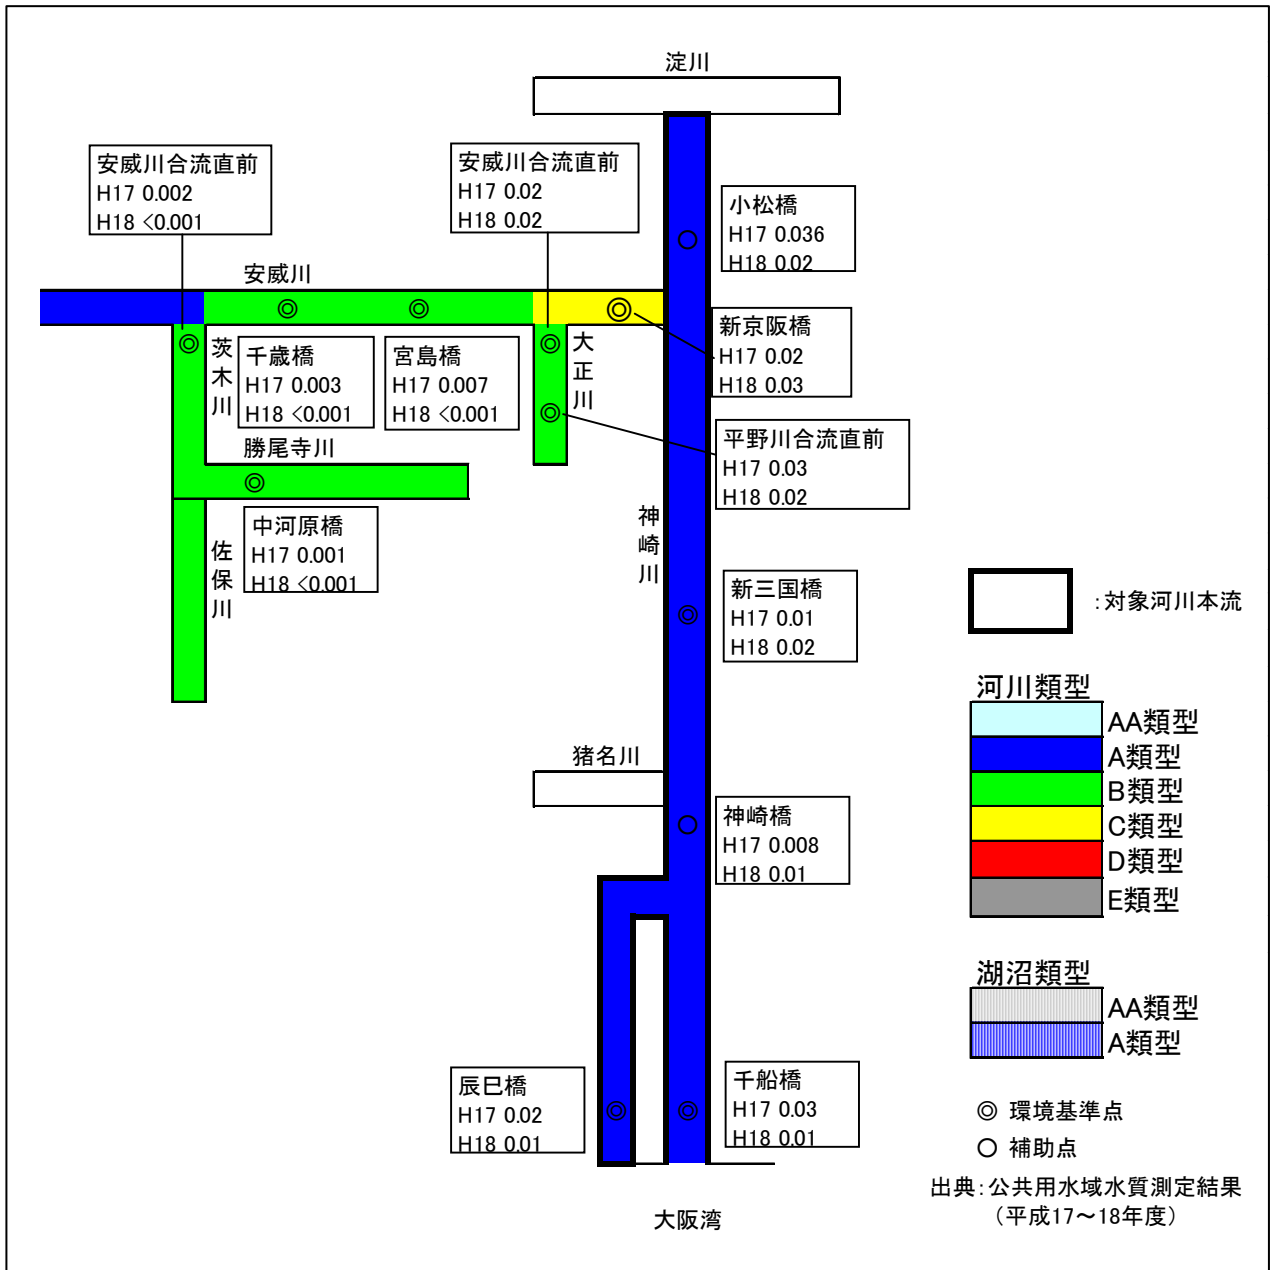 淀川
安威川合流直前
H17 0.002
H18 <0.001
安威川合流直前
H17 0.02
H18 0.02
小松橋
H17 0.036
H18 0.02
安威川
新京阪橋
H17 0.02
H18 0.03
茨木川
千歳橋
H17 0.003
H18 <0.001
宮島橋
H17 0.007
H18 <0.001
大正川
平野川合流直前
H17 0.03
H18 0.02
勝尾寺川
中河原橋
H17 0.001
H18 <0.001
佐保川
神崎川
新三国橋
H17 0.01
H18 0.02
:対象河川本流
河川類型
AA類型
A類型
B類型
C類型
D類型
E類型
猪名川
神崎橋
H17 0.008
H18 0.01
湖沼類型
AA類型
A類型
辰巳橋
H17 0.02
H18 0.01
千船橋
H17 0.03
H18 0.01
◎ 環境基準点
○ 補助点
出典:公共用水域水質測定結果
(平成17~18年度)
大阪湾